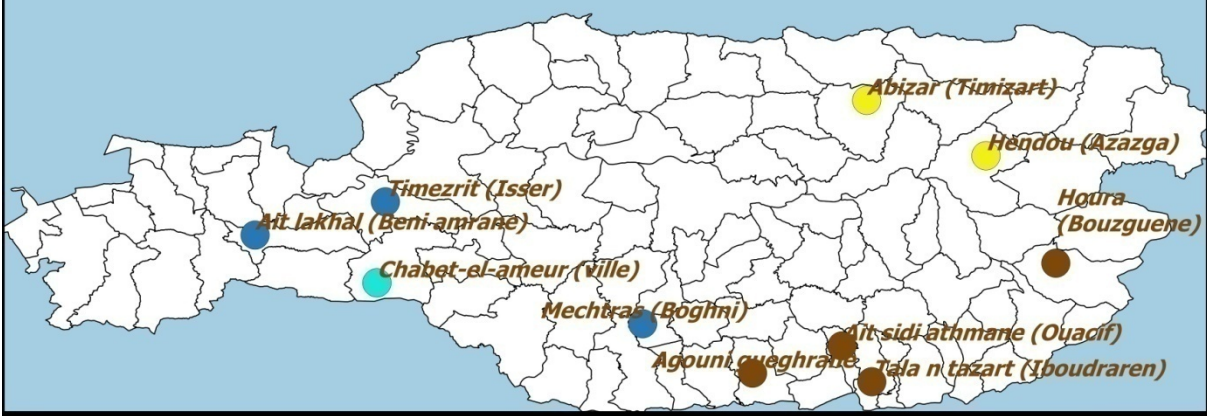 Abizar (Timizart)
Hendou (Azazga)
Houra
(Bouzguene)
Timezrit (Isser)
Ait lakhal (Beni amrane)
Chabet-el-ameur (ville)
Mechtras (Boghni)
Ait sidi athmane (Ouacif)
Agouni gueghrane
Tala n tazart (Iboudraren)